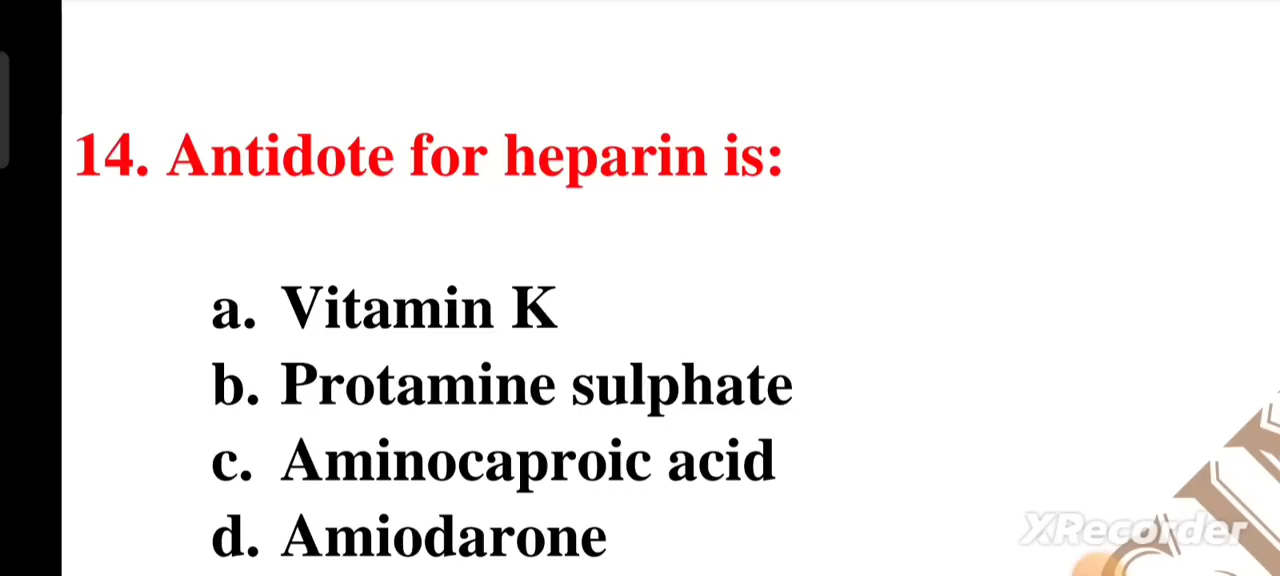 14. Antidote for heparin is:
a. Vitamin K
b. Protamine sulphate
c. Aminocaproic acid
d. Amiodarone
XRecorder